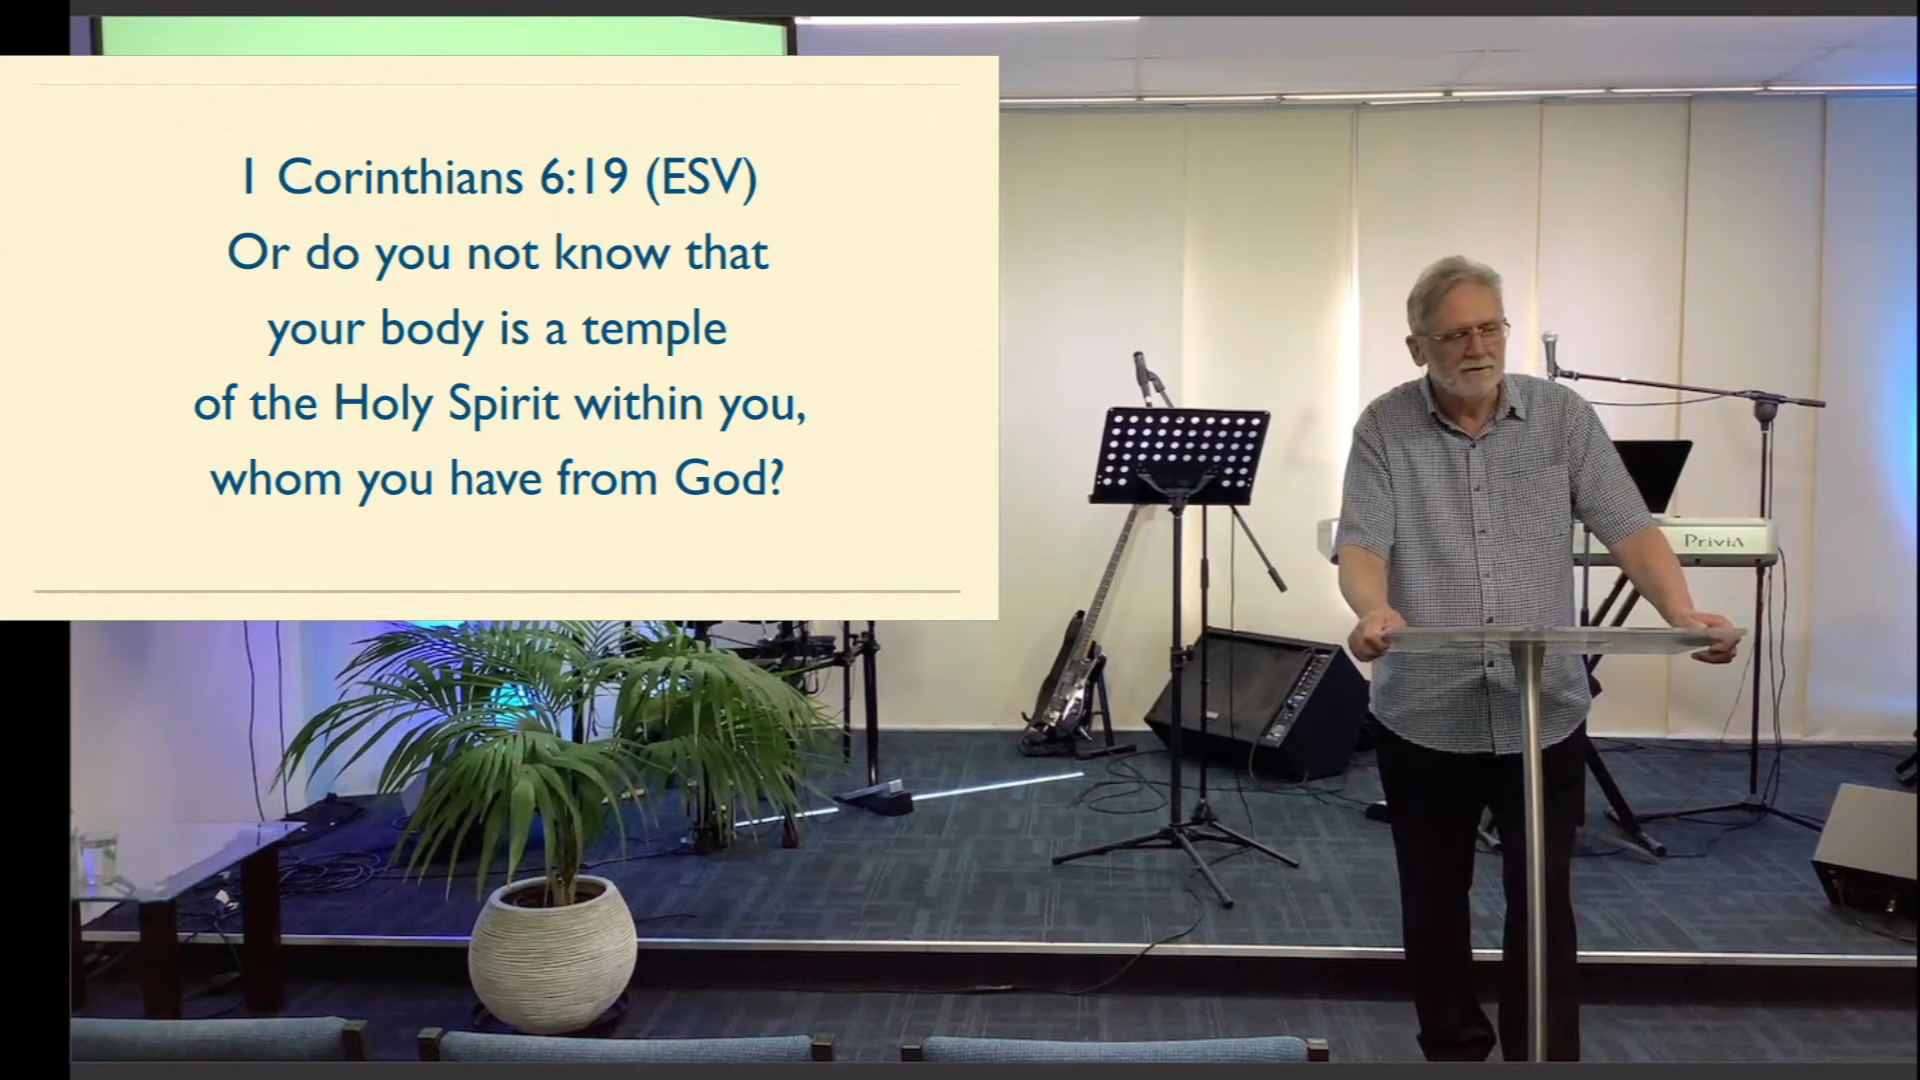 1 Corinthians 6:19 (ESV)
Or do you not know that
your body is a temple
of the Holy Spirit within you,
whom you have from God?
Privia